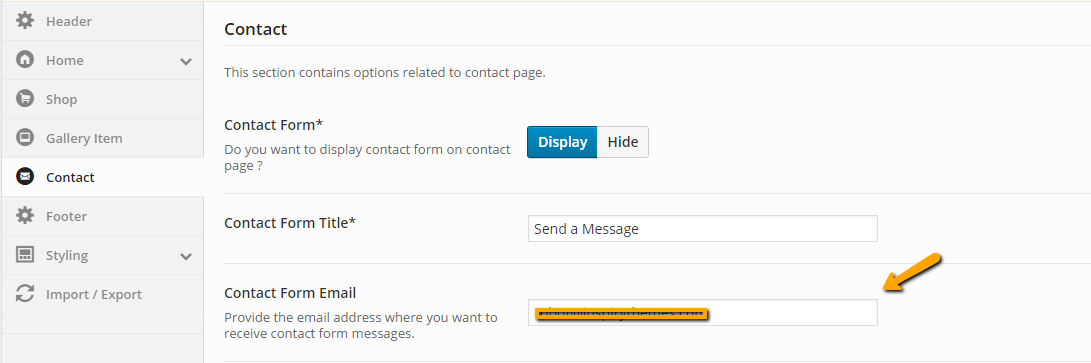 Header
Home
Shop
Gallery Item
Contact
Footer
Styling
Import / Export
Contact
This section contains options related to contact page.
Contact Form*
Do you want to display contact form on contact
page ?
Display Hide
Contact Form Title*
Send a Message
Contact Form Email
Provide the email address where you want to
receive contact form messages.